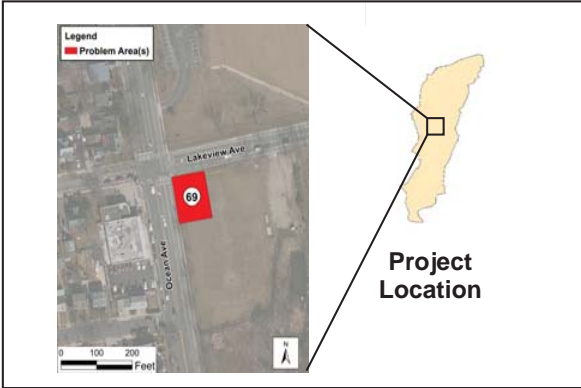 Legend
Problem Area(s)
Lakeview Ave
69
Ocean Ave
Project
Location
0 100 200
Feet
N